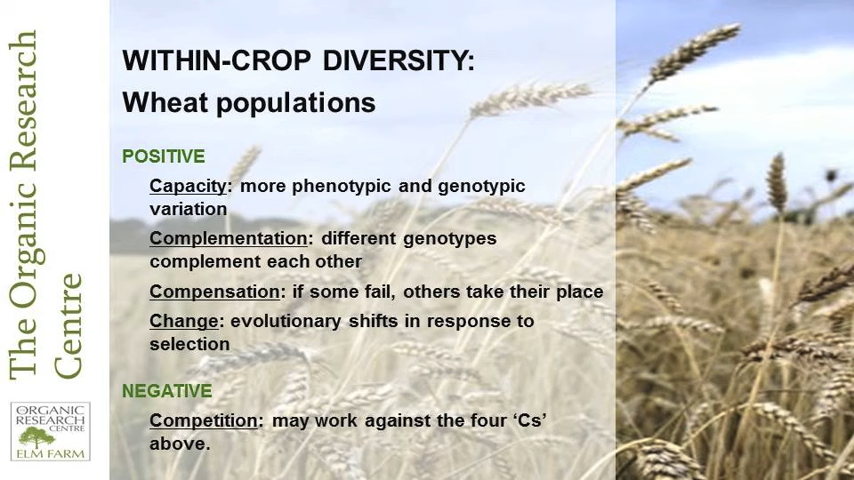 The Organic Research
Centre
WITHIN-CROP DIVERSITY:
Wheat populations
POSITIVE
Capacity: more phenotypic and genotypic
variation
Complementation: different genotypes
complement each other
Compensation: if some fail, others take their place
Change: evolutionary shifts in response to
selection
NEGATIVE
Competition: may work against the four ‘Cs’
above.
ORGANIC
RESEARCH
CENTRE
ELM FARM